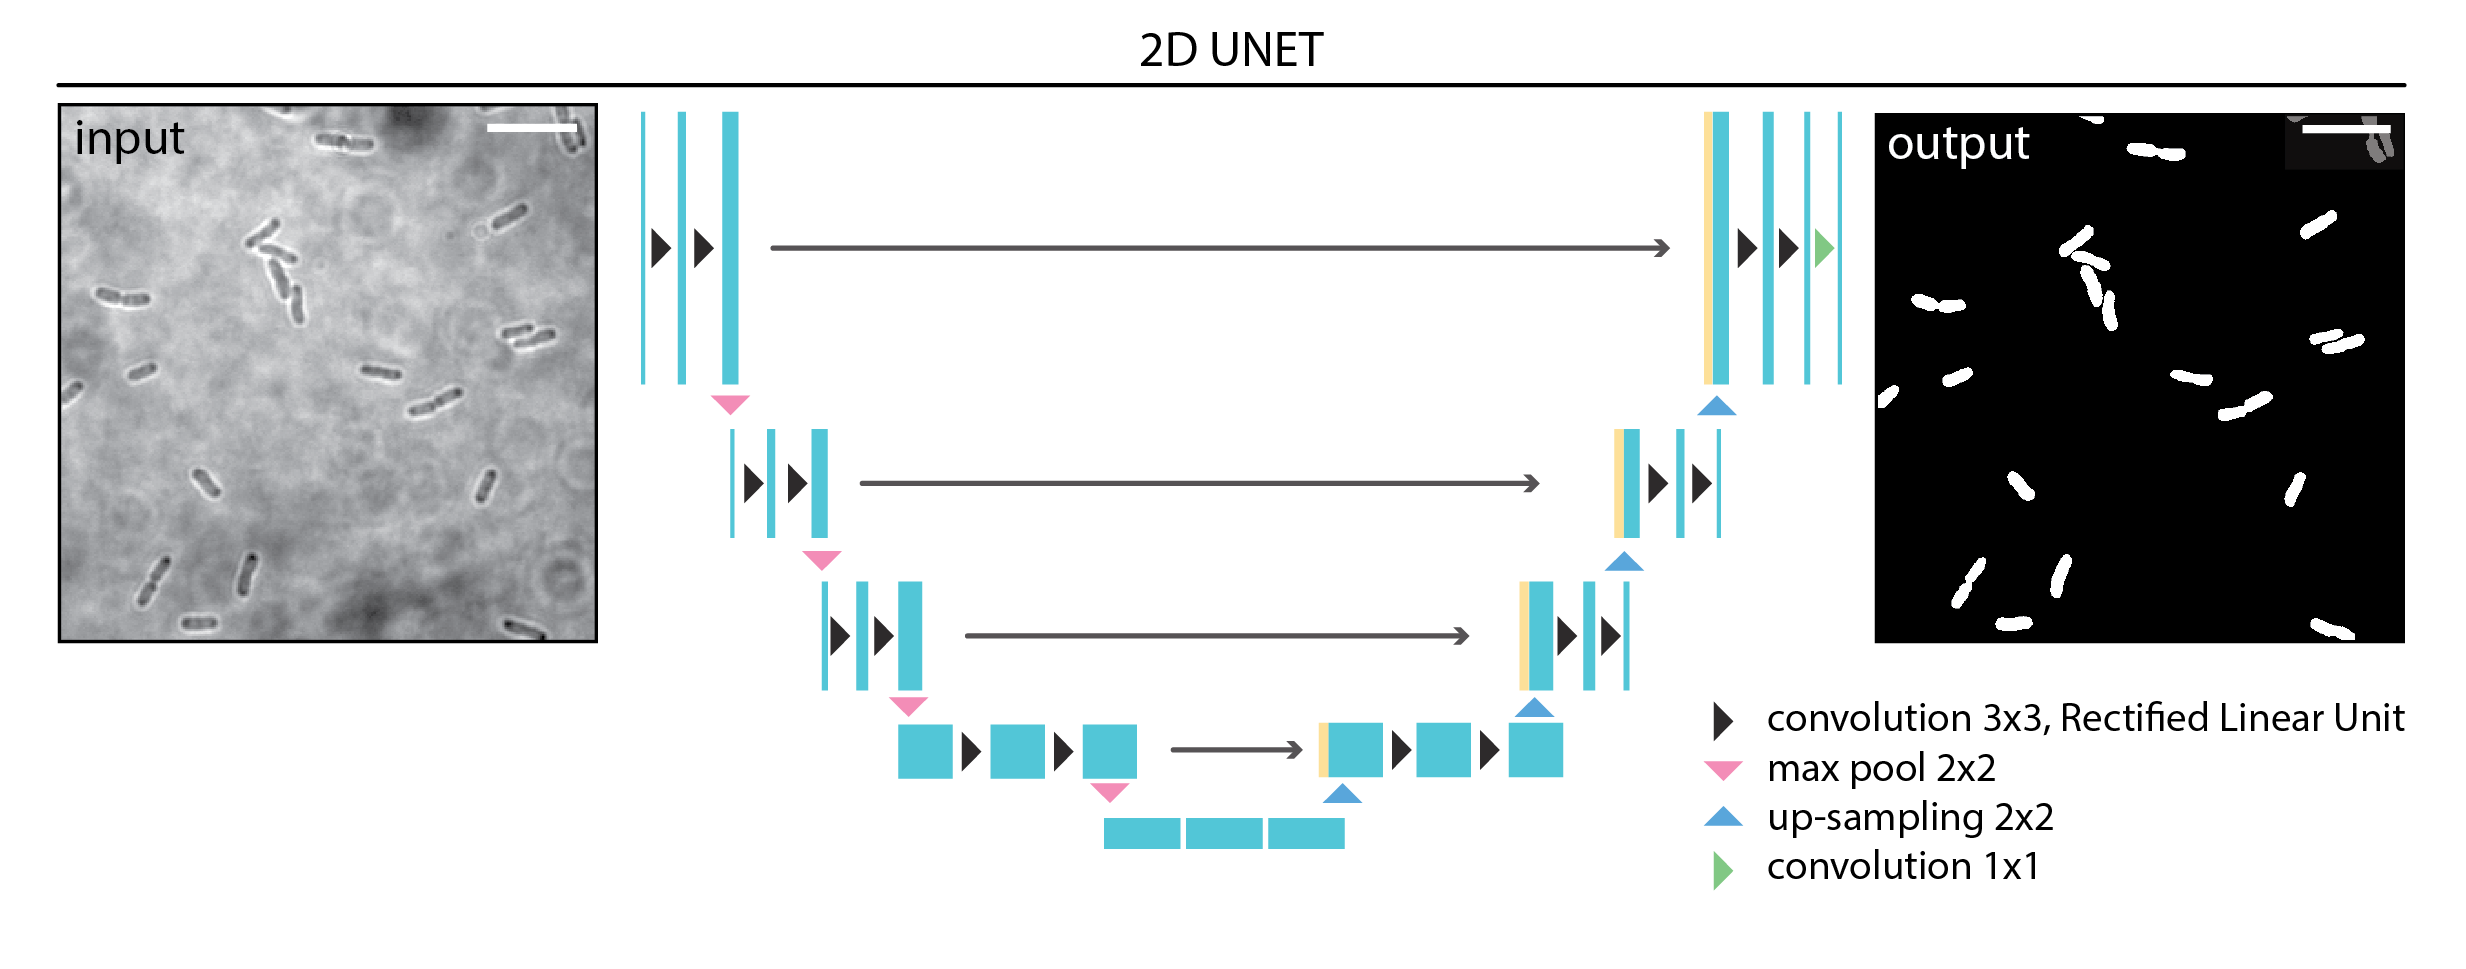 2D UNET
input
output
convolution 3x3, Rectified Linear Unit
max pool 2x2
up-sampling 2x2
convolution 1x1